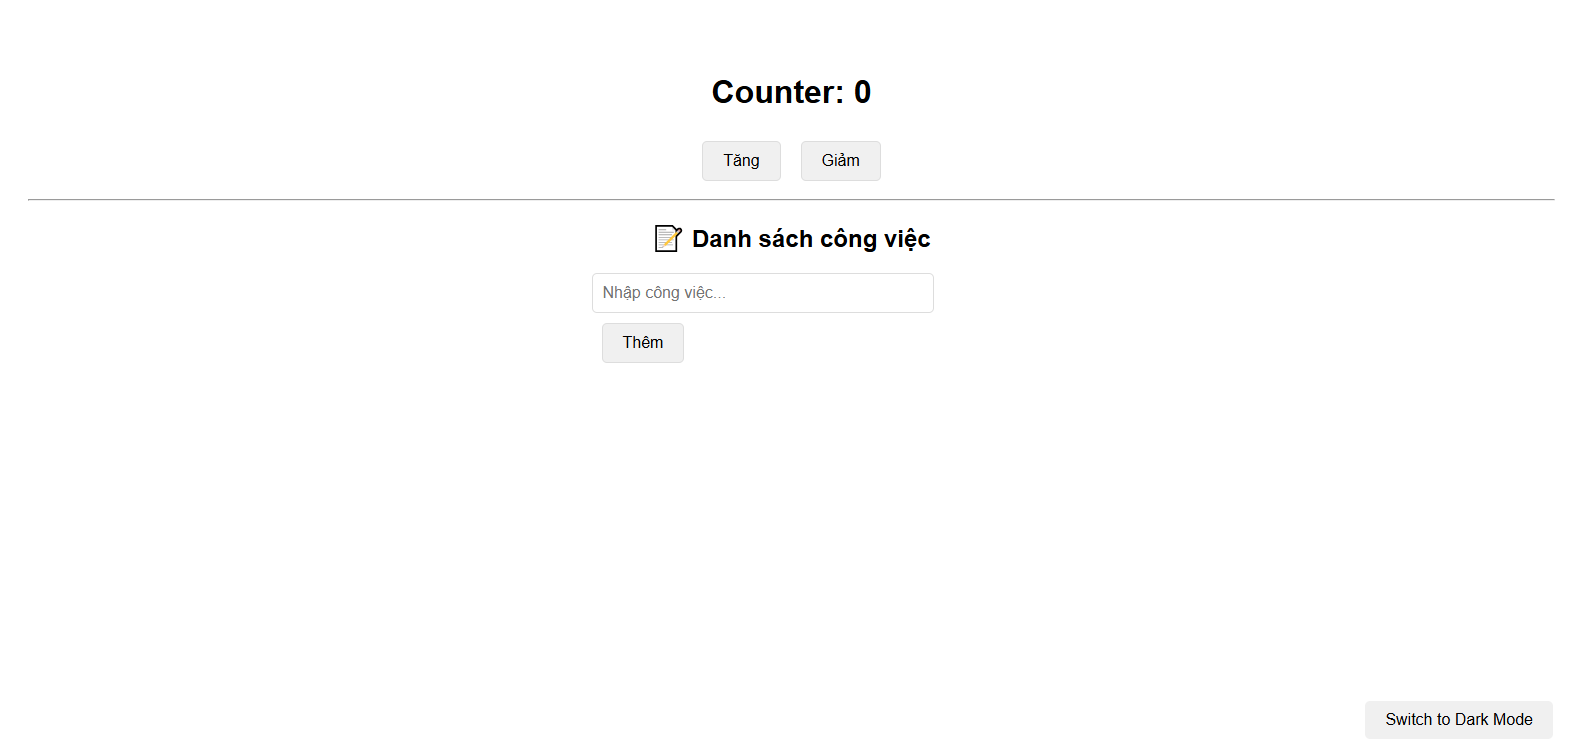 Counter: 0
Tăng Giảm
📝 Danh sách công việc
Nhập công việc...
Thêm
Switch to Dark Mode